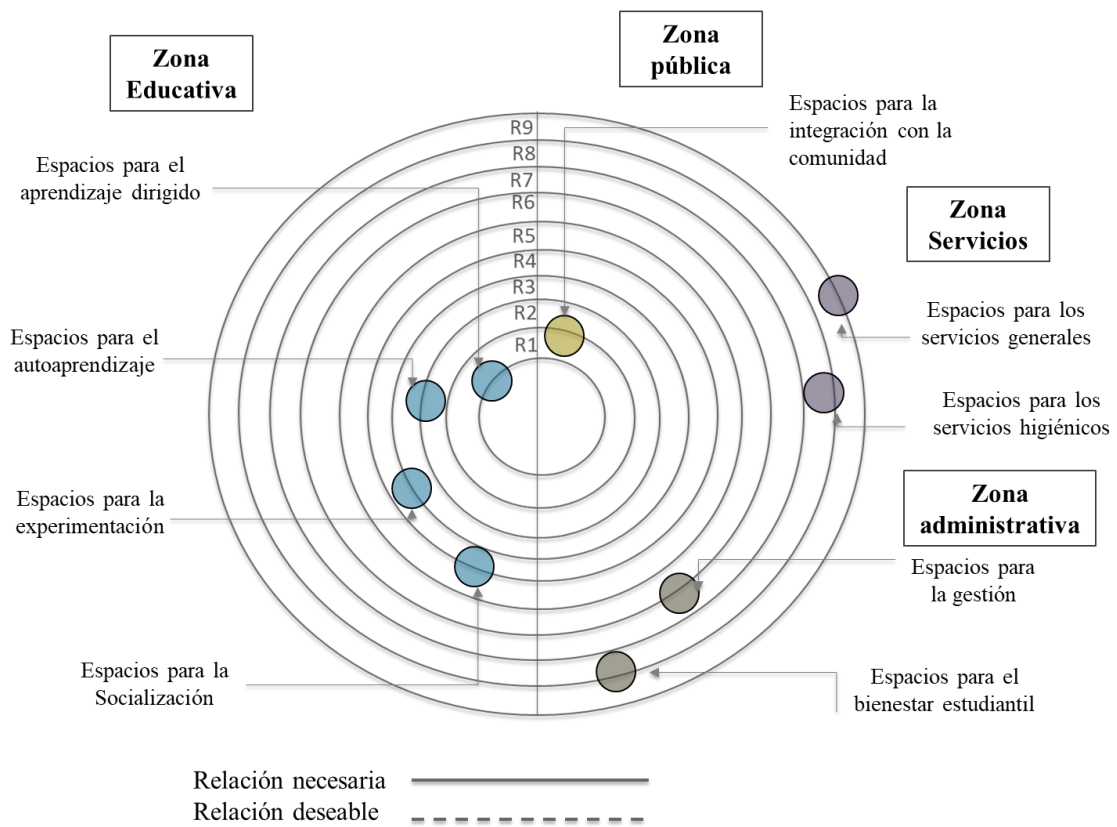 Zona
Educativa
Zona
pública
Espacios para la
integración con la
comunidad
Espacios para el
aprendizaje dirigido
R9
R8
R7
R6
R5
R4
R3
R2
R1
Zona
Servicios
Espacios para los
servicios generales
Espacios para el
autoaprendizaje
Espacios para los
servicios higiénicos
Espacios para la
experimentación
Zona
administrativa
Espacios para
la gestión
Espacios para la
Socialización
Espacios para el
bienestar estudiantil
Relación necesaria
Relación deseable